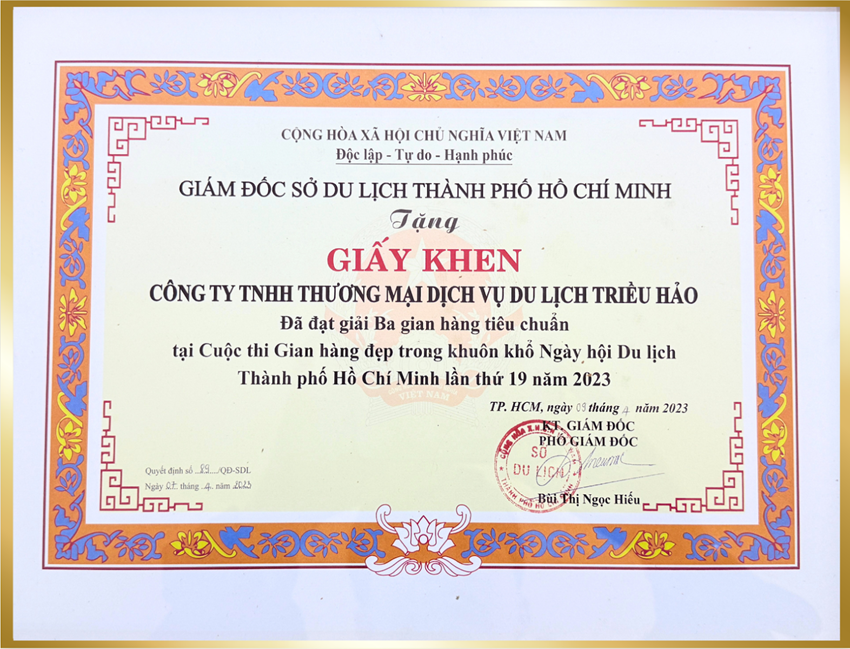 CỘNG HÒA XÃ HỘI CHỦ NGHĨA VIỆT NAM
Độc lập - Tự do - Hạnh phúc
GIÁM ĐỐC SỞ DU LỊCH THÀNH PHỐ HỒ CHÍ MINH
Tặng
GIẤY KHEN
CÔNG TY TNHH THƯƠNG MẠI DỊCH VỤ DU LỊCH TRIỀU HẢO
Đã đạt giải Ba gian hàng tiêu chuẩn
tại Cuộc thi Gian hàng đẹp trong khuôn khổ Ngày hội Du lịch
Thành phố Hồ Chí Minh lần thứ 19 năm 2023
VIỆT NAM
TP. HCM, ngày 09 tháng 4 năm 2023
KT. GIÁM ĐỐC
PHÓ GIÁM ĐỐC
SỞ
DU LỊCH
Quyết định số 89 /QĐ-SDL
Ngày 07 tháng 4 năm 2023
Bùi Thị Ngọc Hiếu